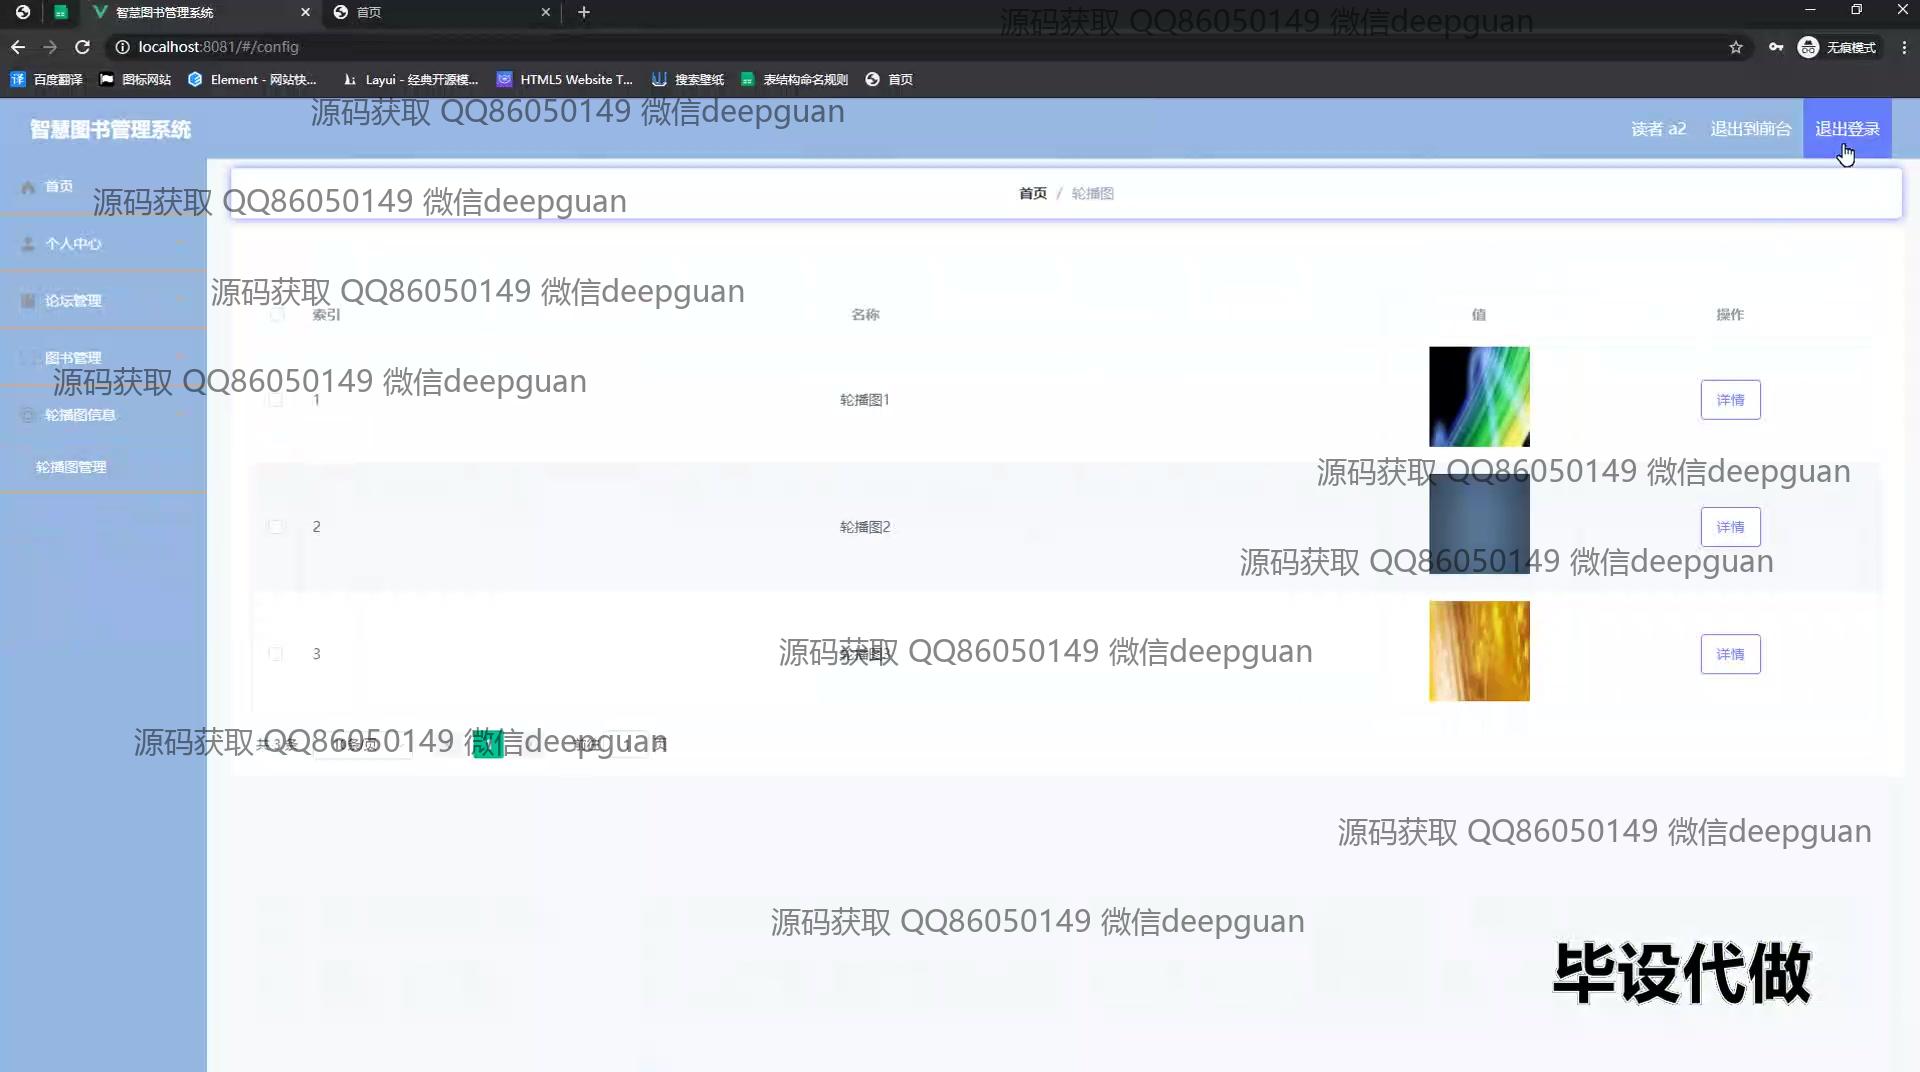 智慧图书管理系统
首页
源码获取 QQ86050149 微信deepguan
localhost:8081/#/config
无痕模式
百度翻译
图标网站
Element - 网站快...
Layui - 经典开源模...
HTML5 Website T...
搜索壁纸
表结构命名规则
首页
源码获取 QQ86050149 微信deepguan
智慧图书管理系统
读者 a2
退出到前台
退出登录
首页
源码获取 QQ86050149 微信deepguan
首页 / 轮播图
个人中心
论坛管理
源码获取 QQ86050149 微信deepguan
索引 名称 值 操作
图书管理
源码获取 QQ86050149 微信deepguan
1 轮播图1 详情
轮播图信息
轮播图管理
源码获取 QQ86050149 微信deepguan
2 轮播图2 详情
源码获取 QQ86050149 微信deepguan
源码获取 QQ86050149 微信deepguan
3 轮播图3 详情
源码获取 QQ86050149 微信deepguan
共 3 条 10条/页 1 前往 1 页
源码获取 QQ86050149 微信deepguan
源码获取 QQ86050149 微信deepguan
毕设代做